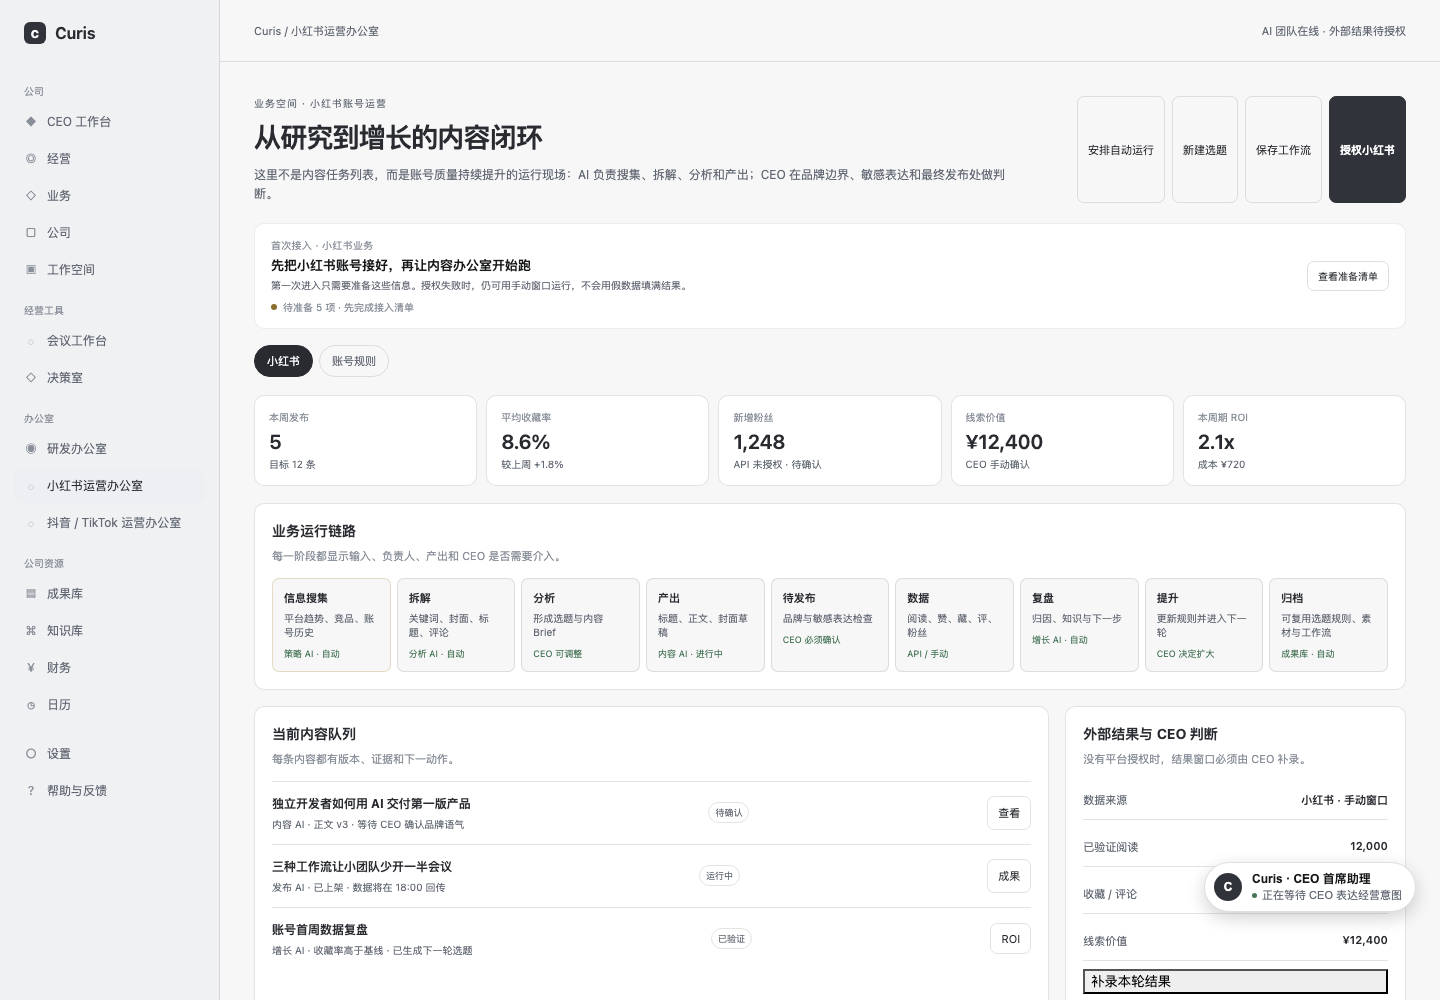 C Curis
公司
CEO 工作台
经营
业务
公司
工作空间
经营工具
会议工作台
决策室
办公室
研发办公室
小红书运营办公室
抖音 / TikTok 运营办公室
公司资源
成果库
知识库
¥ 财务
日历
设置
? 帮助与反馈
Curis / 小红书运营办公室
AI 团队在线 · 外部结果待授权
业务空间 · 小红书账号运营
从研究到增长的内容闭环
这里不是内容任务列表，而是账号质量持续提升的运行现场：AI 负责搜集、拆解、分析和产出；CEO 在品牌边界、敏感表达和最终发布处做判
断。
安排自动运行
新建选题
保存工作流
授权小红书
首次接入 · 小红书业务
先把小红书账号接好，再让内容办公室开始跑
第一次进入只需要准备这些信息。授权失败时，仍可用手动窗口运行，不会用假数据填满结果。
待准备 5 项 · 先完成接入清单
查看准备清单
小红书
账号规则
本周发布
5
目标 12 条
平均收藏率
8.6%
较上周 +1.8%
新增粉丝
1,248
API 未授权 · 待确认
线索价值
¥12,400
CEO 手动确认
本周期 ROI
2.1x
成本 ¥720
业务运行链路
每一阶段都显示输入、负责人、产出和 CEO 是否需要介入。
信息搜集
平台趋势、竞品、账
号历史
策略 AI · 自动
拆解
关键词、封面、标
题、评论
分析 AI · 自动
分析
形成选题与内容
Brief
CEO 可调整
产出
标题、正文、封面草
稿
内容 AI · 进行中
待发布
品牌与敏感表达检查
CEO 必须确认
数据
阅读、赞、藏、评、
粉丝
API / 手动
复盘
归因、知识与下一步
增长 AI · 自动
提升
更新规则并进入下一
轮
CEO 决定扩大
归档
可复用选题规则、素
材与工作流
成果库 · 自动
当前内容队列
每条内容都有版本、证据和下一动作。
独立开发者如何用 AI 交付第一版产品
内容 AI · 正文 v3 · 等待 CEO 确认品牌语气
待确认
查看
三种工作流让小团队少开一半会议
发布 AI · 已上架 · 数据将在 18:00 回传
运行中
成果
账号首周数据复盘
增长 AI · 收藏率高于基线 · 已生成下一轮选题
已验证
ROI
外部结果与 CEO 判断
没有平台授权时，结果窗口必须由 CEO 补录。
数据来源
小红书 · 手动窗口
已验证阅读
12,000
收藏 / 评论
线索价值
¥12,400
补录本轮结果
C
Curis · CEO 首席助理
正在等待 CEO 表达经营意图